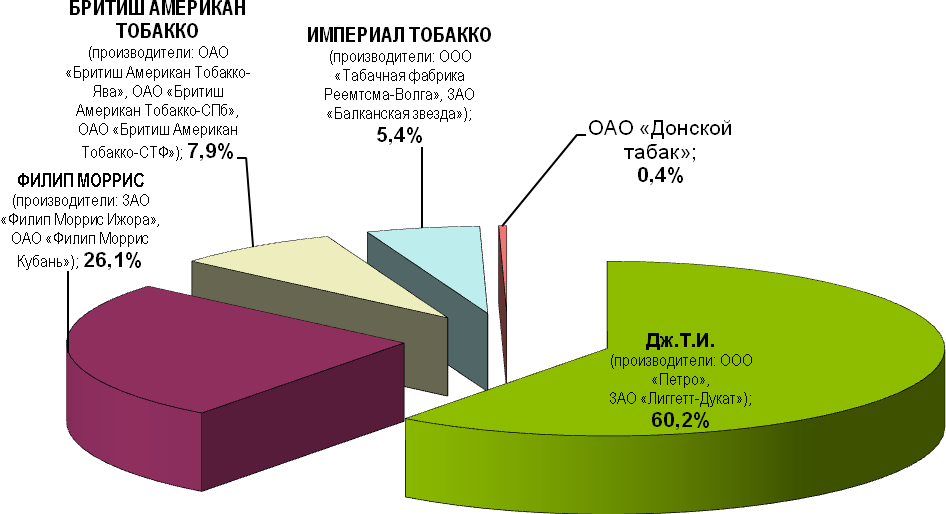 БРИТИШ АМЕРИКАН
ТОБАККО
(производители: ОАО
«Бритиш Американ Тобакко-
Ява», ОАО «Бритиш
Американ Тобакко-СПб»,
ОАО «Бритиш Американ
Тобакко-СТФ»); 7,9%
ИМПЕРИАЛ ТОБАККО
(производители: ООО
«Табачная фабрика
Реемтсма-Волга», ЗАО
«Балканская звезда»);
5,4%
ОАО «Донской
табак»;
0,4%
ФИЛИП МОРРИС
(производители: ЗАО
«Филип Моррис Ижора»,
ОАО «Филип Моррис
Кубань»); 26,1%
Дж.Т.И.
(производители: ООО
«Петро»,
ЗАО «Лиггетт-Дукат»);
60,2%